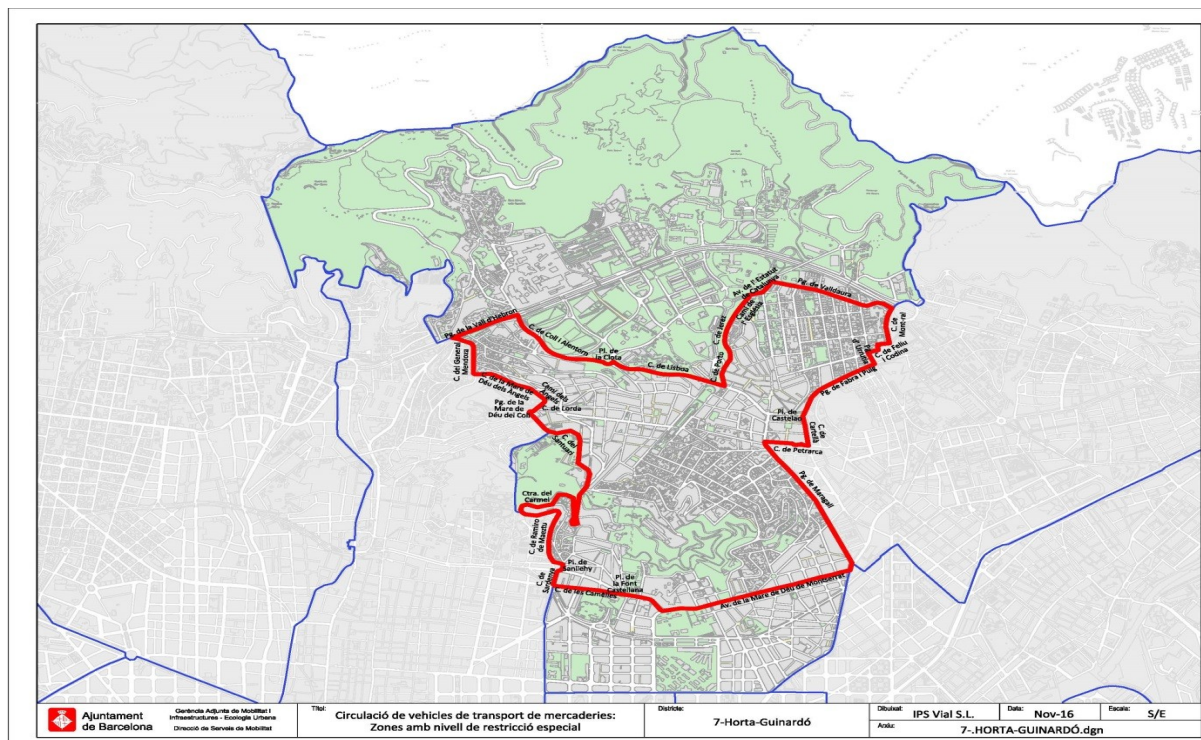 Av. de l' Estatut
de Catalunya
Pg. de Valldaura
Camí de
l' Esglesia
C. de Mont-ral
Pg. de la Vall d'Hebron
C. de Coll i Alentorn
Pl. de
la Clota
C. de Lisboa
C. de Jerez
C. de Porto
Pg.
d' Urrutia
C. de Feliu
i Codina
Pg. de Fabra i Puig
C. del General
Mendoza
C. de la Mare de
Déu dels Àngels
Camí dels
Àngels
C. de Lorda
Pg. de la
Mare de
Déu del Coll
Pl. de
Castelao
C. de
Cartellà
C. de Petrarca
C. del
Santuari
Pg. de Maragall
Ctra. del
Carmel
C. de Ramiro
de Maeztu
Pl. de
Sanllehy
C. de
Sardenya
Pl. de
la Font
Castellana
C. de les Camèlies
Av. de la Mare de Déu de Montserrat
Ajuntament
de Barcelona
Gerència Adjunta de Mobilitat i
Infraestructures - Ecologia Urbana
Direcció de Serveis de Mobilitat
Títol:
Circulació de vehicles de transport de mercaderies:
Zones amb nivell de restricció especial
Districte:
7-Horta-Guinardó
Dibuixat:
IPS Vial S.L.
Data:
Nov-16
Escala:
S/E
Arxiu:
7-.HORTA-GUINARDÓ.dgn